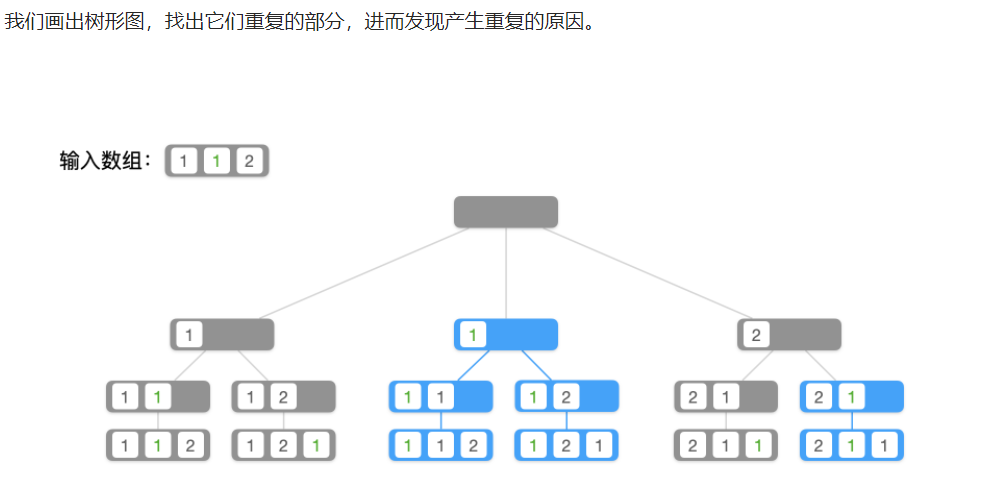 我们画出树形图，找出它们重复的部分，进而发现产生重复的原因。
输入数组： 1 1 2
1 1 2
1 1 1 2 1 1 1 2 2 1 2 1
1 1 2 1 2 1 1 1 2 1 2 1 2 1 1 2 1 1